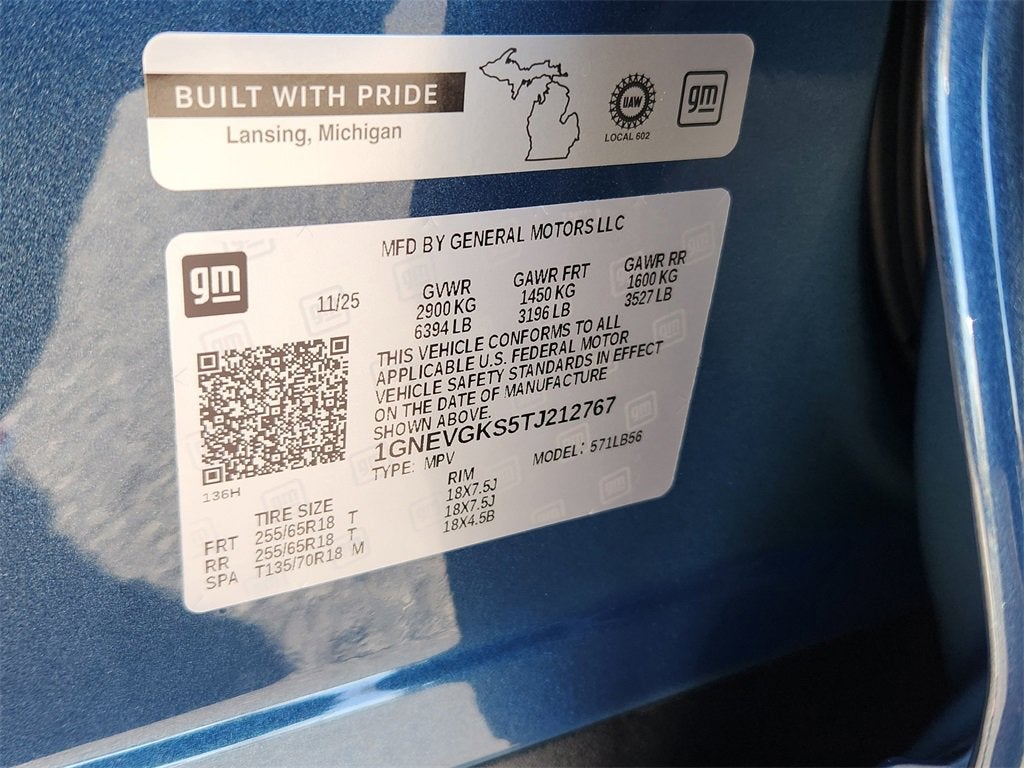 BUILT WITH PRIDE
Lansing, Michigan
UAW
LOCAL 602
gm
gm
MFD BY GENERAL MOTORS LLC
11/25
GVWR GAWR FRT GAWR RR
2900 KG 1450 KG 1600 KG
6394 LB 3196 LB 3527 LB
THIS VEHICLE CONFORMS TO ALL
APPLICABLE U.S. FEDERAL MOTOR
VEHICLE SAFETY STANDARDS IN EFFECT
ON THE DATE OF MANUFACTURE
SHOWN ABOVE.
1GNEVGKS5TJ212767
TYPE: MPV MODEL: 571LB56
136H
TIRE SIZE RIM
FRT 255/65R18 T 18X7.5J
RR 255/65R18 T 18X7.5J
SPA T135/70R18 M 18X4.5B